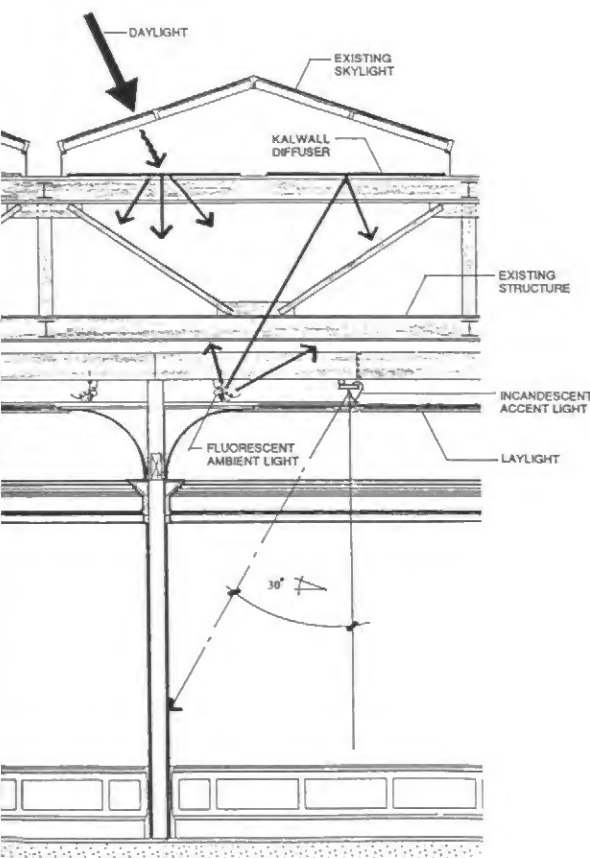 DAYLIGHT
EXISTING
SKYLIGHT
KALWALL
DIFFUSER
EXISTING
STRUCTURE
INCANDESCENT
ACCENT LIGHT
FLUORESCENT
AMBIENT LIGHT
LAYLIGHT
30°